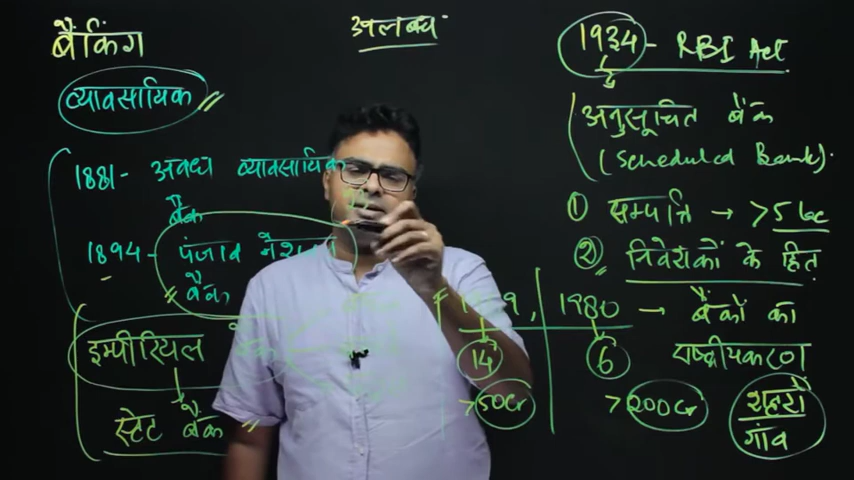 बैंकिंग
व्यावसायिक
1881- अवध व्यावसायिक
बैंक
1894- पंजाब नेशनल
बैंक
इम्पीरियल बैंक
स्टेट बैंक
अलबध
1934 - RBI Act
अनुसूचित बैंक
(Scheduled Bank).
① सम्पत्ति → >5 Lac
② निवेशकों के हित
1980 → बैंकों का
राष्ट्रीयकरण
14
6
>50Cr
>200Cr
शहरों
गांव